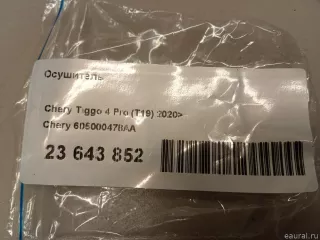 Осушитель
Chery Tiggo 4 Pro (T19) 2020>
Chery 605000478AA
23 643 852
eaural.ru